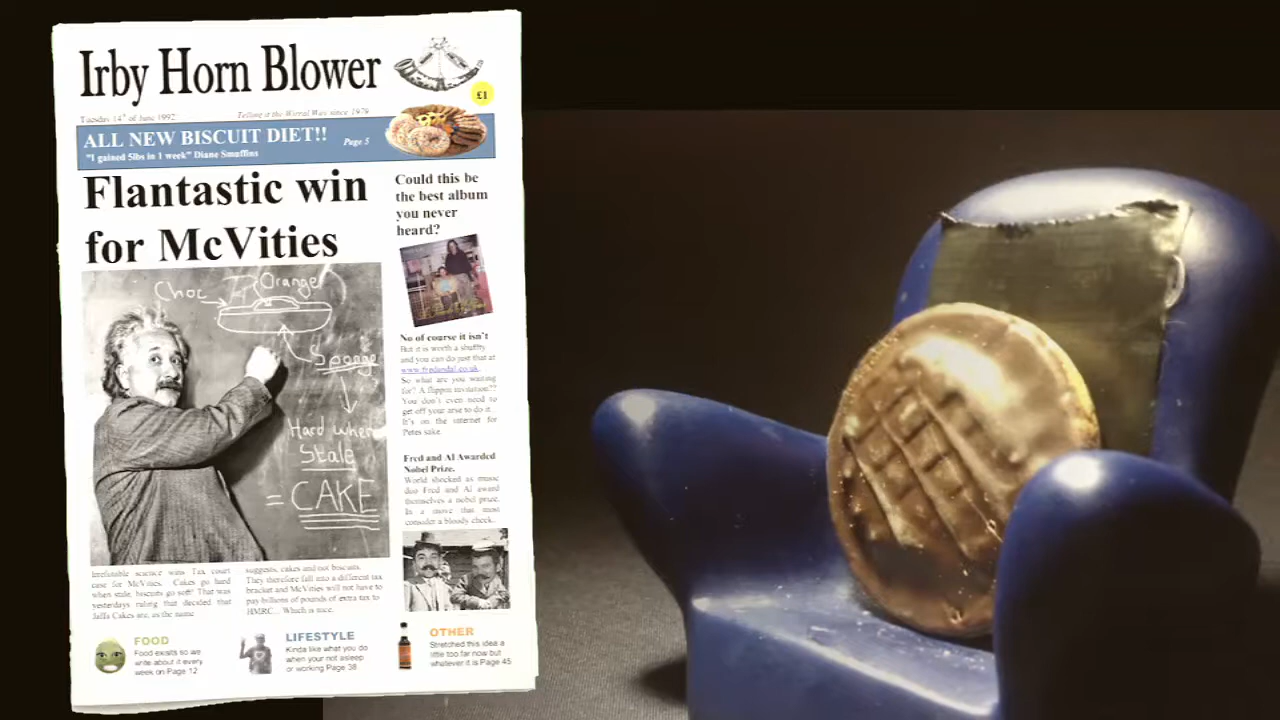 Irby Horn Blower
£1
Tuesday 14th of June 1992
Telling it the Wirral Way since 1979
ALL NEW BISCUIT DIET!!
Page 5
"I gained 5lbs in 1 week" Diane Smuffins
Flantastic win
for McVities
Choc
Orange
Sponge
Hard when
Stale
= CAKE
Irrefutable science wins Tax court
case for McVities. Cakes go hard
when stale, biscuits go soft! That was
yesterdays ruling that decided that
Jaffa Cakes are, as the name
suggests, cakes and not biscuits.
They therefore fall into a different tax
bracket and McVities will not have to
pay billions of pounds of extra tax to
HMRC... Which is nice.
Could this be
the best album
you never
heard?
No of course it isn't
But it is worth a shufty
and you can do just that at
www.fredandal.co.uk.
So what are you waiting
for? A flippin invitation??
You don't even need to
get off your arse to do it.
It's on the internet for
Petes sake.
Fred and Al Awarded
Nobel Prize.
World shocked as music
duo Fred and Al award
themselves a nobel prize.
In a move that most
consider a bloody cheek.
FOOD
Food exists so we
write about it every
week on Page 12
LIFESTYLE
Kinda like what you do
when your not asleep
or working Page 38
OTHER
Stretched this idea a
little too far now but
whatever it is Page 45